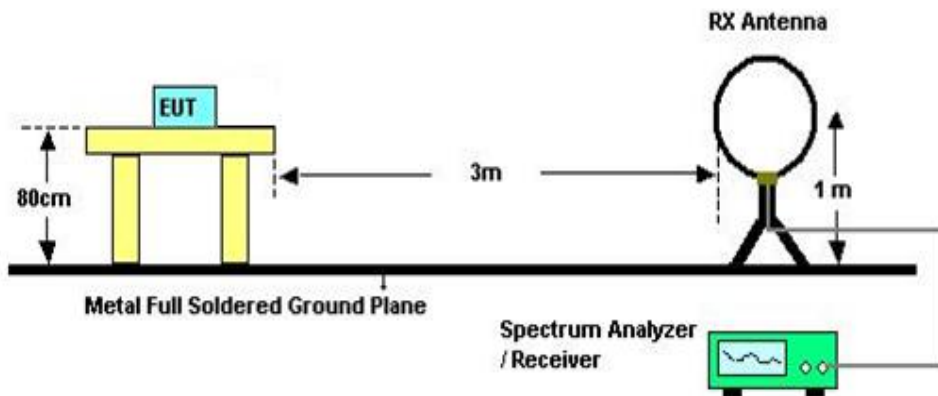 RX Antenna
EUT
3m
80cm
1 m
Metal Full Soldered Ground Plane
Spectrum Analyzer
/ Receiver